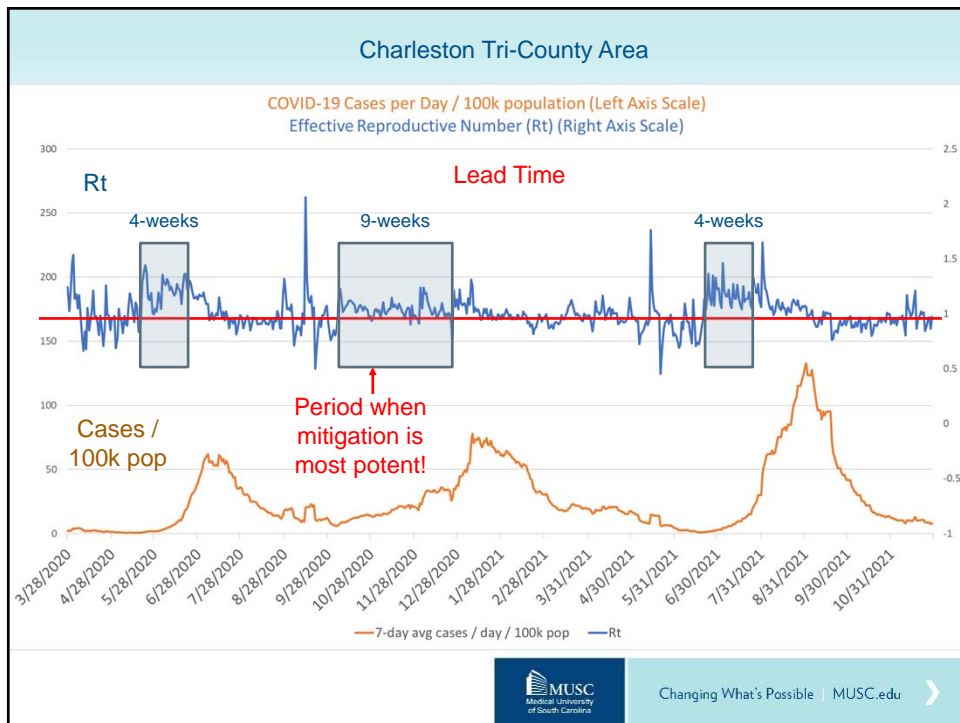 Charleston Tri-County Area
COVID-19 Cases per Day / 100k population (Left Axis Scale)
Effective Reproductive Number (Rt) (Right Axis Scale)
300
250
200
150
100
50
0
2.5
2
1.5
1
0.5
0
-0.5
-1
Rt
Lead Time
4-weeks
9-weeks
4-weeks
Period when
mitigation is
most potent!
Cases /
100k pop
3/28/2020
4/28/2020
5/28/2020
6/28/2020
7/28/2020
8/28/2020
9/28/2020
10/28/2020
11/28/2020
12/28/2020
1/28/2021
2/28/2021
3/31/2021
4/30/2021
5/31/2021
6/30/2021
7/31/2021
8/31/2021
9/30/2021
10/31/2021
7-day avg cases / day / 100k pop
Rt
MUSC
Medical University
of South Carolina
Changing What's Possible | MUSC.edu